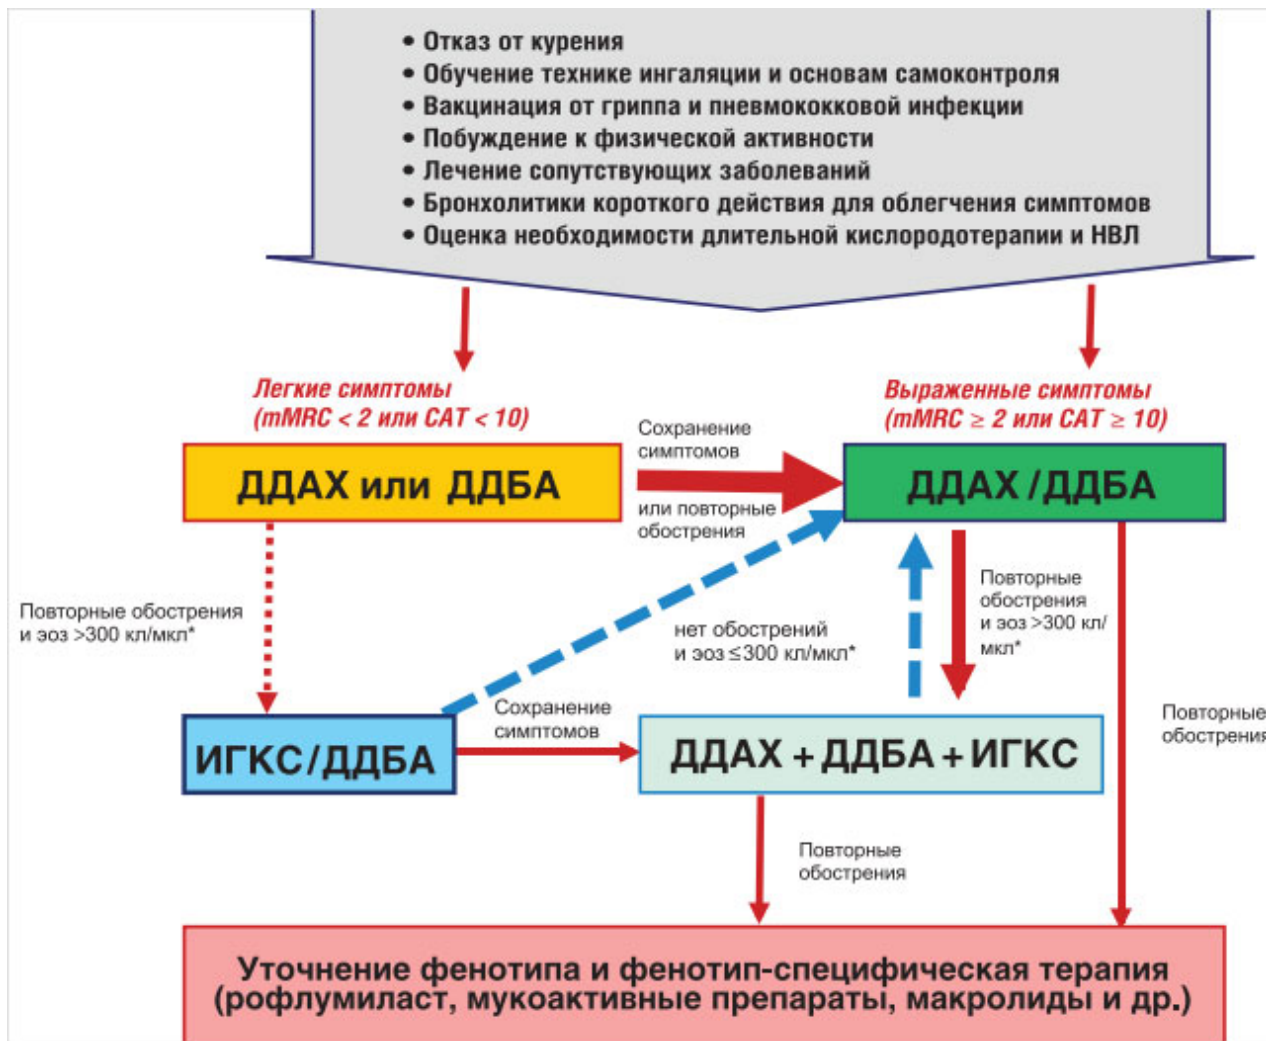 • Отказ от курения
• Обучение технике ингаляции и основам самоконтроля
• Вакцинация от гриппа и пневмококковой инфекции
• Побуждение к физической активности
• Лечение сопутствующих заболеваний
• Бронхолитики короткого действия для облегчения симптомов
• Оценка необходимости длительной кислородотерапии и НВЛ
Легкие симптомы
(mMRC < 2 или CAT < 10)
Выраженные симптомы
(mMRC ≥ 2 или CAT ≥ 10)
ДДАХ или ДДБА
Сохранение
симптомов
или повторные
обострения
ДДАХ/ДДБА
Повторные обострения
и эоз >300 кл/мкл*
нет обострений
и эоз ≤300 кл/мкл*
Повторные
обострения
и эоз >300 кл/
мкл*
Повторные
обострения
ИГКС/ДДБА
Сохранение
симптомов
ДДАХ + ДДБА + ИГКС
Повторные
обострения
Уточнение фенотипа и фенотип-специфическая терапия
(рофлумиласт, мукоактивные препараты, макролиды и др.)